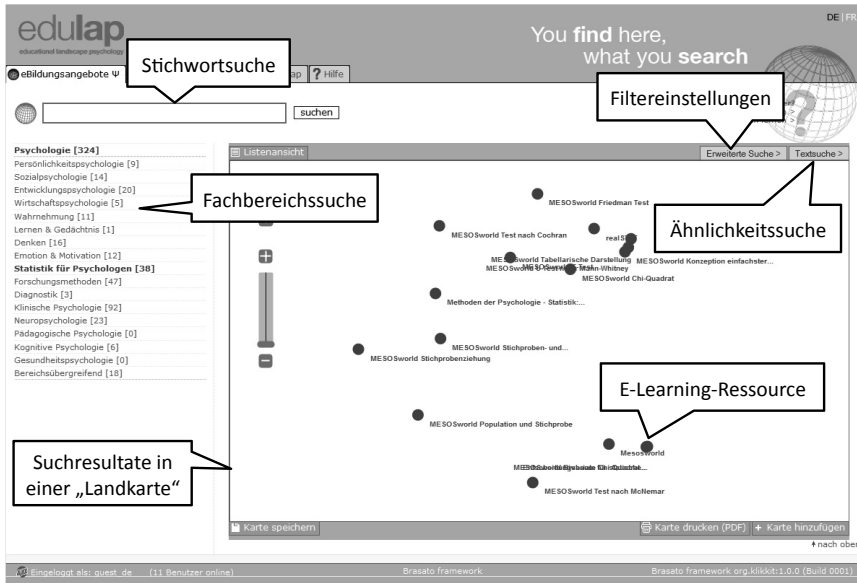 edulap
educational landscape psychology
You find here,
what you search
DE | FR
eBildungsangebote Ψ
ap
? Hilfe
Stichwortsuche
suchen
Filtereinstellungen
Psychologie [324]
Persönlichkeitspsychologie [9]
Sozialpsychologie [14]
Entwicklungspsychologie [20]
Wirtschaftspsychologie [5]
Wahrnehmung [11]
Lernen & Gedächtnis [1]
Denken [16]
Emotion & Motivation [12]
Statistik für Psychologen [38]
Forschungsmethoden [47]
Diagnostik [3]
Klinische Psychologie [92]
Neuropsychologie [23]
Pädagogische Psychologie [0]
Kognitive Psychologie [6]
Gesundheitspsychologie [0]
Bereichsübergreifend [18]
Fachbereichssuche
Listenansicht
Erweiterte Suche >
Textsuche >
Ähnlichkeitssuche
MESOSworld Friedman Test
MESOSworld Test nach Cochran
MESOSworld Tabellarische Darstellung
MESOSworld Konzeption einfachster...
Mann-Whitney
MESOSworld Chi-Quadrat
Methoden der Psychologie - Statistik:...
MESOSworld Stichproben- und...
MESOSworld Stichprobenziehung
E-Learning-Ressource
MESOSworld Population und Stichprobe
Mesosworld
MESOSworld Test nach McNemar
Suchresultate in
einer „Landkarte“
Karte speichern
Karte drucken (PDF)
+ Karte hinzufügen
nach oben
Eingeloggt als: guest_de (11 Benutzer online)
Brasato framework
Brasato framework org.klikkit:1.0.0 (Build 0001)